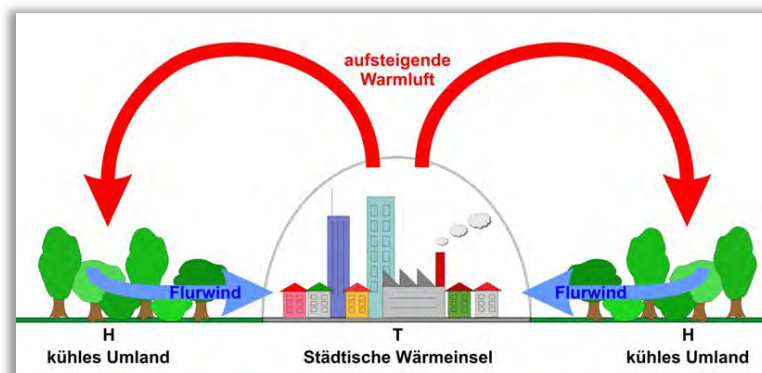 aufsteigende
Warmluft
Flurwind
Flurwind
H
T
H
kühles Umland
Städtische Wärmeinsel
kühles Umland